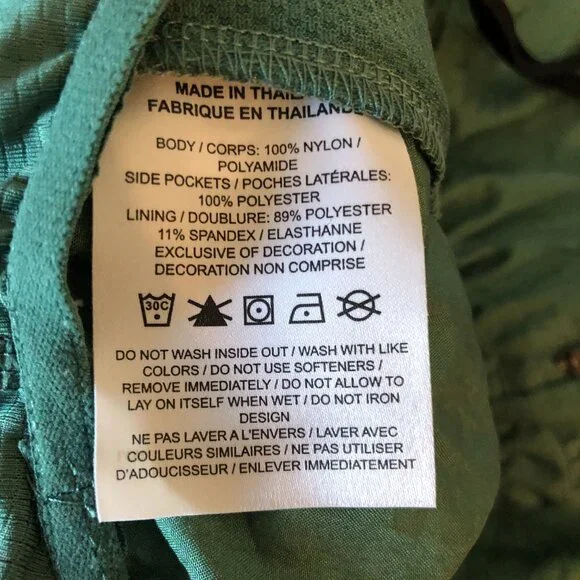 MADE IN
FABRIQUE EN THAILANDE
BODY / CORPS: 100% NYLON /
POLYAMIDE
SIDE POCKETS / POCHES LATÉRALES:
100% POLYESTER
LINING / DOUBLURE: 89% POLYESTER
11% SPANDEX / ELASTHANNE
EXCLUSIVE OF DECORATION /
DECORATION NON COMPRISE
30C
DO NOT WASH INSIDE OUT / WASH WITH LIKE
COLORS / DO NOT USE SOFTENERS /
REMOVE IMMEDIATELY / DO NOT ALLOW TO
LAY ON ITSELF WHEN WET / DO NOT IRON
DESIGN
NE PAS LAVER A L'ENVERS / LAVER AVEC
COULEURS SIMILAIRES / NE PAS UTILISER
D'ADOUCISSEUR / ENLEVER IMMEDIATEMENT